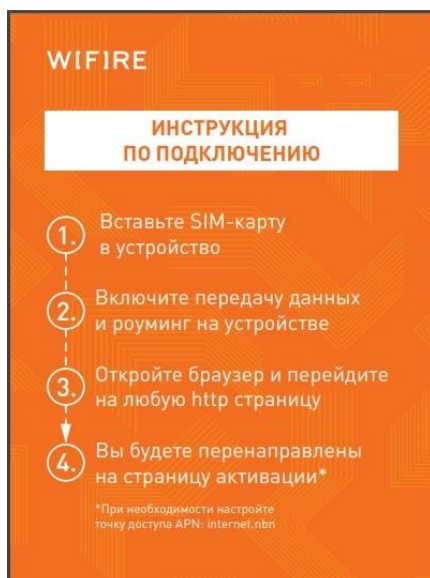 W[F]RE
ИНСТРУКЦИЯ
ПО ПОДКЛЮЧЕНИЮ
1. Вставьте SIM-карту
в устройство
2. Включите передачу данных
и роуминг на устройстве
3. Откройте браузер и перейдите
на любую http страницу
4. Вы будете перенаправлены
на страницу активации*
*При необходимости настройте
точку доступа APN: internet.nbn